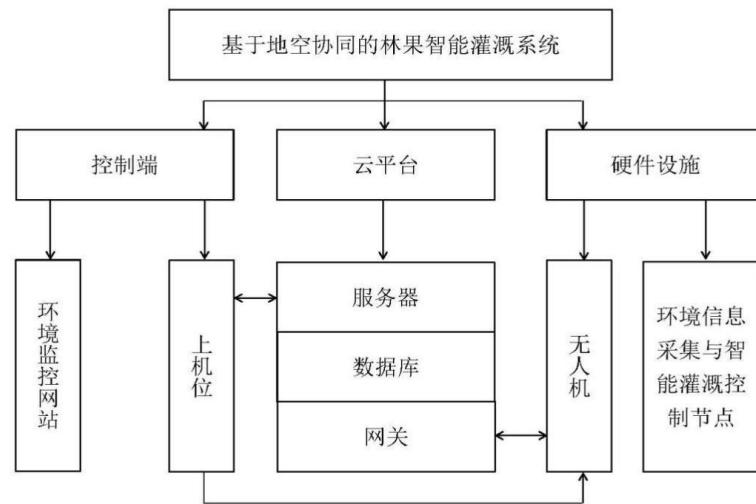 基于地空协同的林果智能灌溉系统
控制端
云平台
硬件设施
环境监控网站
上机位
服务器
数据库
网关
无人机
环境信息
采集与智
能灌溉控
制节点